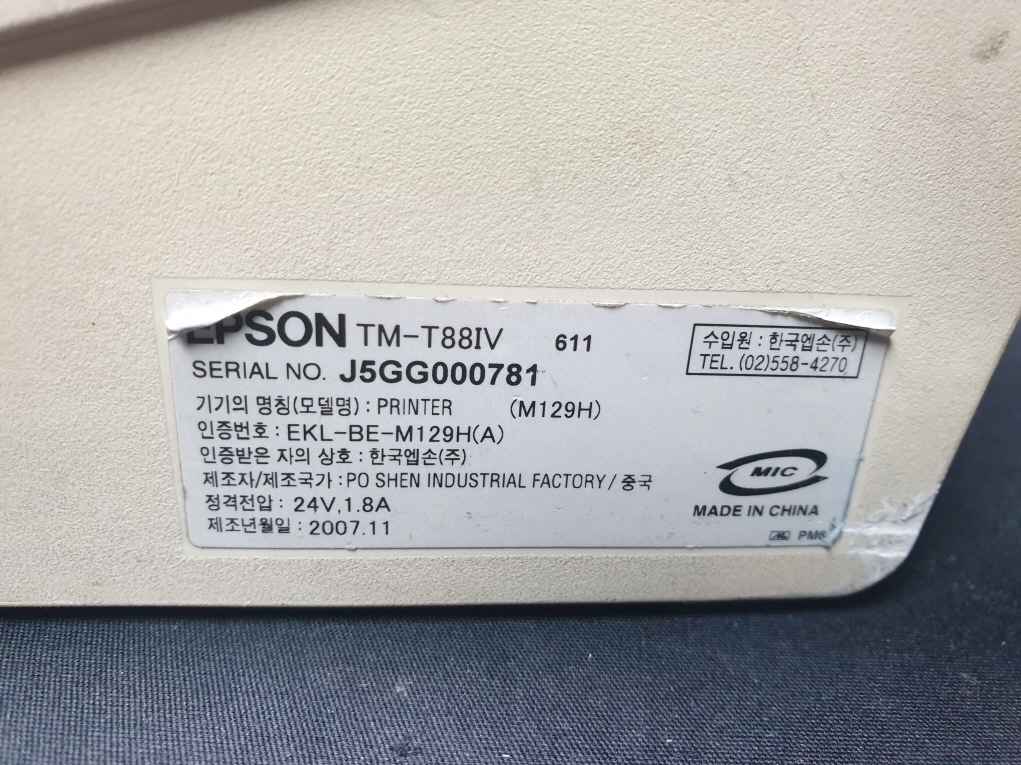 EPSON TM-T88IV 611
수입원 : 한국엡손(주)
TEL. (02)558-4270
SERIAL NO. J5GG000781
기기의 명칭(모델명) : PRINTER (M129H)
인증번호 : EKL-BE-M129H(A)
인증받은 자의 상호 : 한국엡손(주)
제조자/제조국가 : PO SHEN INDUSTRIAL FACTORY / 중국
정격전압 : 24V, 1.8A
제조년월일 : 2007.11
MIC
MADE IN CHINA